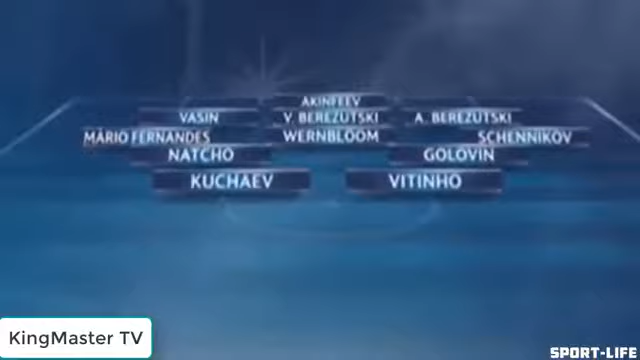 AKINFEEV
VASIN V. BEREZUTSKI A. BEREZUTSKI
MÁRIO FERNANDES WERNBLOOM SCHENNIKOV
NATCHO GOLOVIN
KUCHAEV VITINHO
KingMaster TV
SPORT-LIFE